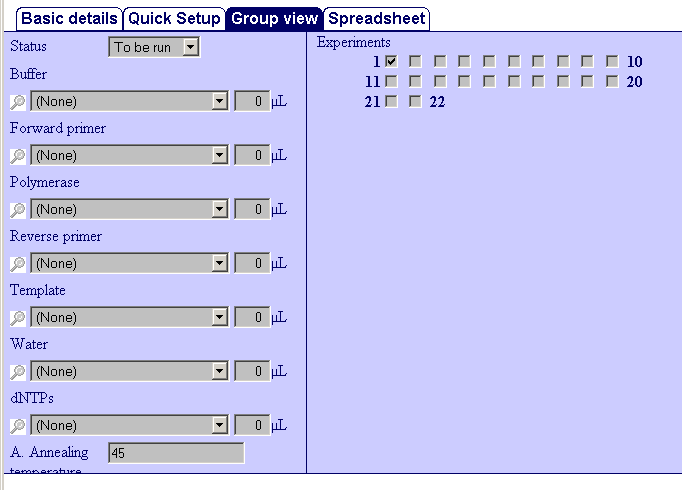 Basic details Quick Setup Group view Spreadsheet
Status To be run
Buffer
(None) 0 µL
Forward primer
(None) 0 µL
Polymerase
(None) 0 µL
Reverse primer
(None) 0 µL
Template
(None) 0 µL
Water
(None) 0 µL
dNTPs
(None) 0 µL
A. Annealing 45
temperature
Experiments
1 10
11 20
21 22